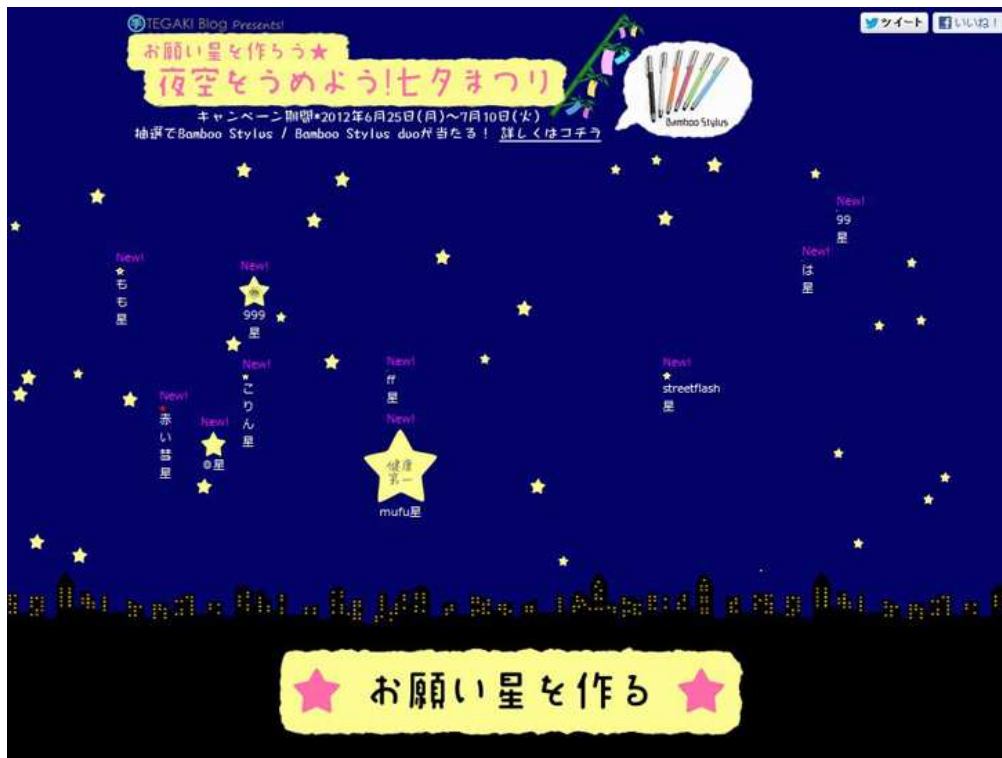 TEGAKI Blog Presents!
ツイート
いいね!
お願い星を作ろう★
夜空をうめよう!七夕まつり
Bamboo Stylus
キャンペーン期間*2012年6月25日(月)〜7月10日(火)
抽選でBamboo Stylus / Bamboo Stylus duoが当たる! 詳しくはコチラ
New!
99
星
New!
は
星
New!
もも星
New!
999
星
New!
こりん星
New!
ff
星
New!
streetflash
星
New!
赤い彗星
New!
@星
New!
健康
第一
mufu星
お願い星を作る